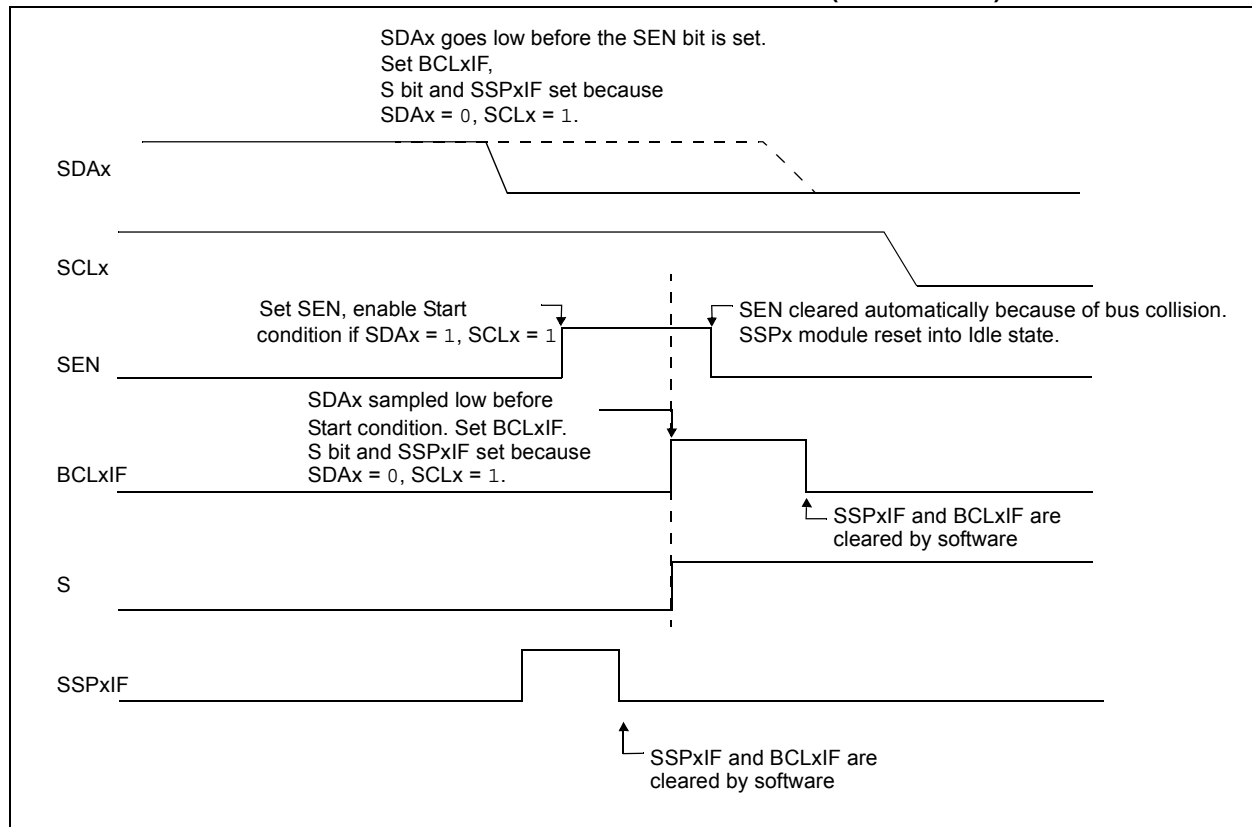 SDAx goes low before the SEN bit is set.
Set BCLxIF,
S bit and SSPxIF set because
SDAx = 0, SCLx = 1.
SDAx
SCLx
Set SEN, enable Start
condition if SDAx = 1, SCLx = 1
SEN cleared automatically because of bus collision.
SSPx module reset into Idle state.
SEN
SDAx sampled low before
Start condition. Set BCLxIF.
S bit and SSPxIF set because
SDAx = 0, SCLx = 1.
BCLxIF
SSPxIF and BCLxIF are
cleared by software
S
SSPxIF
SSPxIF and BCLxIF are
cleared by software